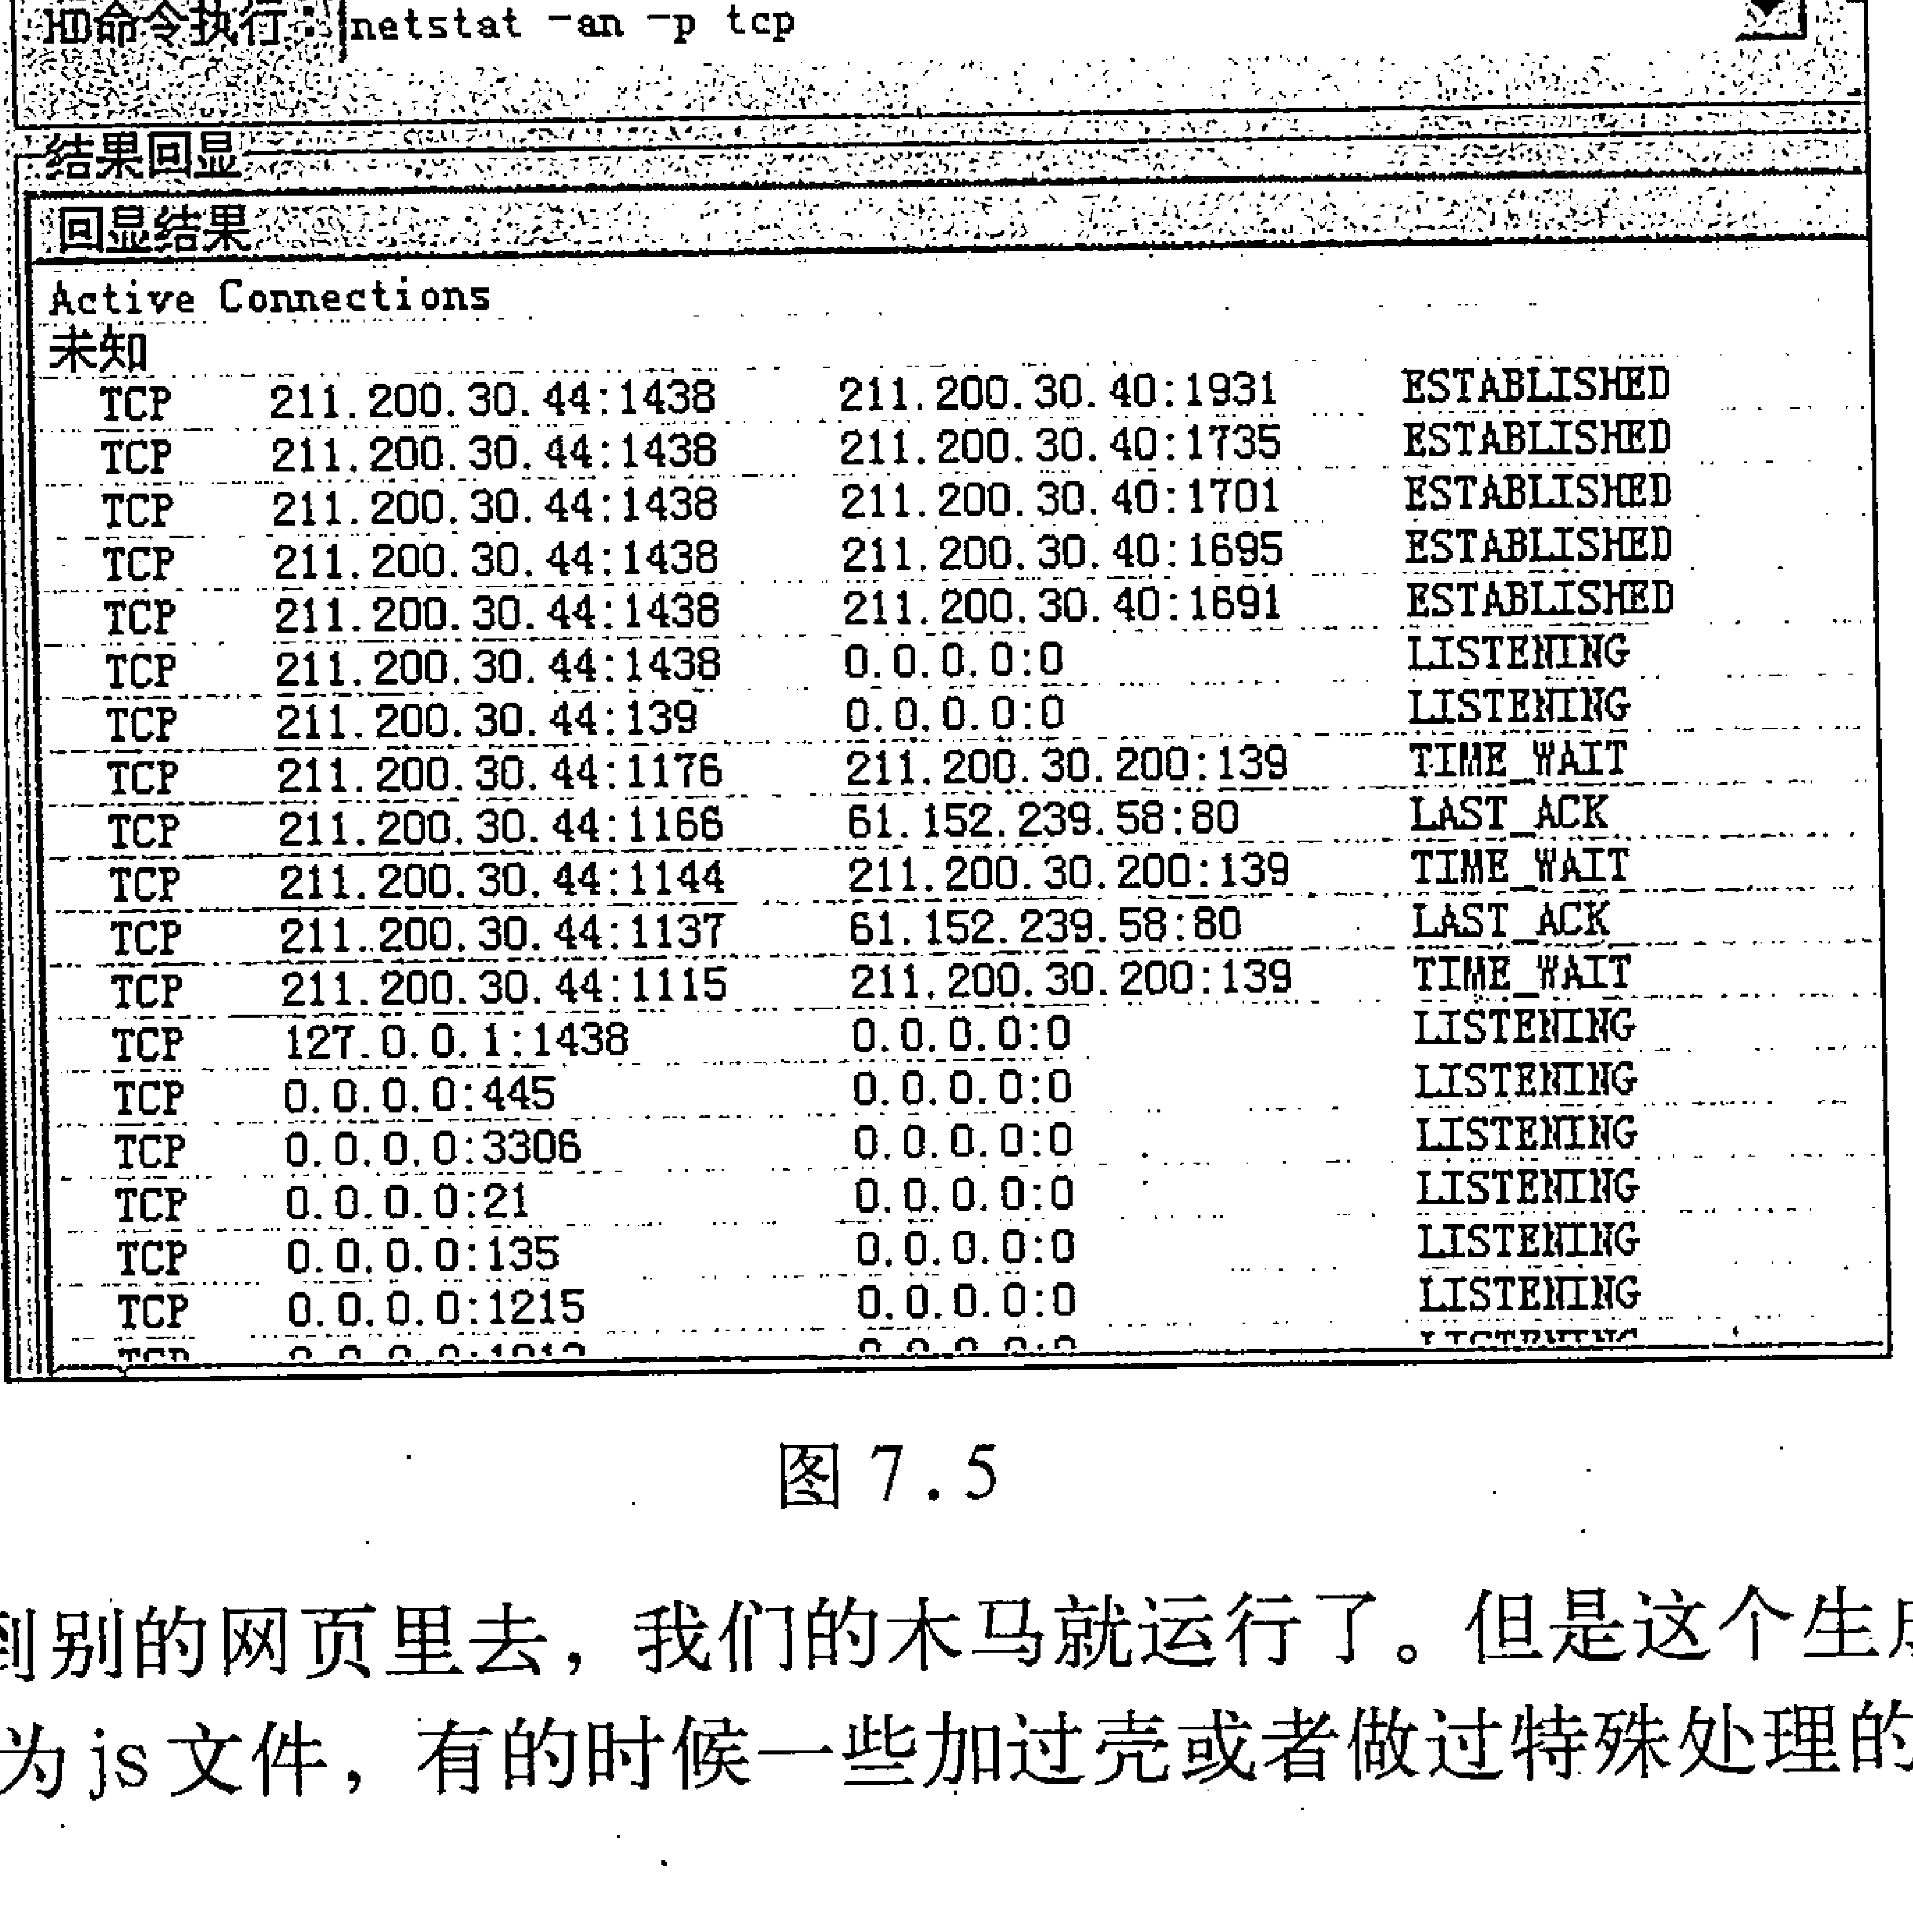 命令执行:netstat -an -p tcp
结果回显
回显结果
Active Connections
未知
TCP 211.200.30.44:1438 211.200.30.40:1931 ESTABLISHED
TCP 211.200.30.44:1438 211.200.30.40:1735 ESTABLISHED
TCP 211.200.30.44:1438 211.200.30.40:1701 ESTABLISHED
TCP 211.200.30.44:1438 211.200.30.40:1695 ESTABLISHED
TCP 211.200.30.44:1438 211.200.30.40:1691 ESTABLISHED
TCP 211.200.30.44:1438 0.0.0.0:0 LISTENING
TCP 211.200.30.44:139 0.0.0.0:0 LISTENING
TCP 211.200.30.44:1176 211.200.30.200:139 TIME_WAIT
TCP 211.200.30.44:1166 61.152.239.58:80 LAST_ACK
TCP 211.200.30.44:1144 211.200.30.200:139 TIME_WAIT
TCP 211.200.30.44:1137 61.152.239.58:80 LAST_ACK
TCP 211.200.30.44:1115 211.200.30.200:139 TIME_WAIT
TCP 127.0.0.1:1438 0.0.0.0:0 LISTENING
TCP 0.0.0.0:445 0.0.0.0:0 LISTENING
TCP 0.0.0.0:3306 0.0.0.0:0 LISTENING
TCP 0.0.0.0:21 0.0.0.0:0 LISTENING
TCP 0.0.0.0:135 0.0.0.0:0 LISTENING
TCP 0.0.0.0:1215 0.0.0.0:0 LISTENING
图 7.5
到别的网页里去，我们的木马就运行了。但是这个生成
为js文件，有的时候一些加过壳或者做过特殊处理的